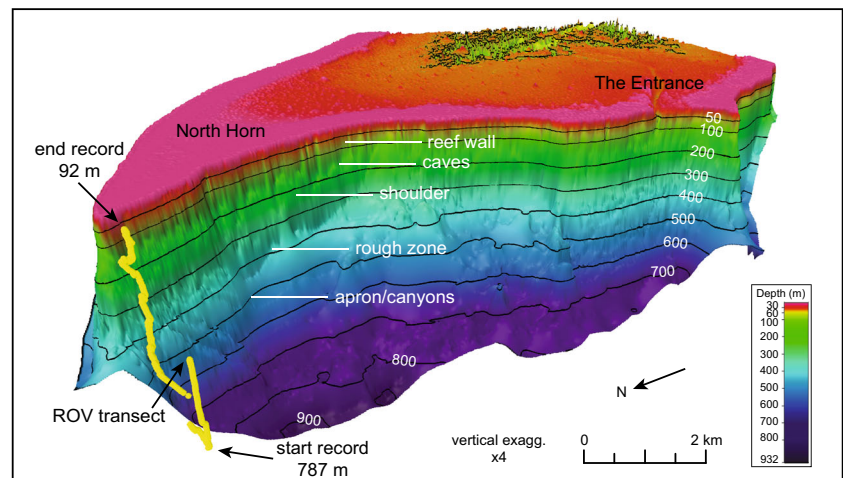 The Entrance
North Horn
50
100
reef wall
end record
92 m
caves
200
300
shoulder
400
500
rough zone
600
700
apron/canyons
Depth (m)
30
60
100
200
300
400
500
600
700
800
932
800
N
ROV transect
900
start record
787 m
vertical exagg.
x4
0 2 km